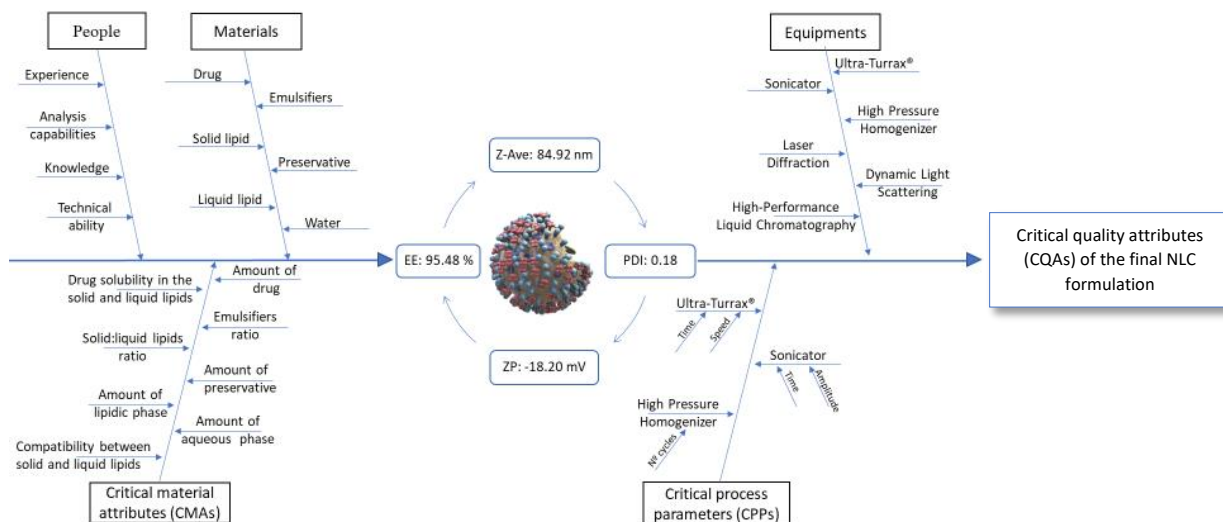 People
Materials
Equipments
Experience
Analysis
capabilities
Knowledge
Technical
ability
Drug
Emulsifiers
Solid lipid
Preservative
Liquid lipid
Water
Ultra-Turrax®
Sonicator
High Pressure
Homogenizer
Laser
Diffraction
Dynamic Light
Scattering
High-Performance
Liquid Chromatography
Z-Ave: 84.92 nm
EE: 95.48 %
PDI: 0.18
ZP: -18.20 mV
Critical quality attributes
(CQAs) of the final NLC
formulation
Drug solubility in the
solid and liquid lipids
Amount of
drug
Emulsifiers
ratio
Solid:liquid lipids
ratio
Amount of
preservative
Amount of
lipidic phase
Amount of
aqueous phase
Compatibility between
solid and liquid lipids
Critical material
attributes (CMAs)
Ultra-Turrax®
Time
Speed
Sonicator
Time
Amplitude
High Pressure
Homogenizer
Nº cycles
Critical process
parameters (CPPs)